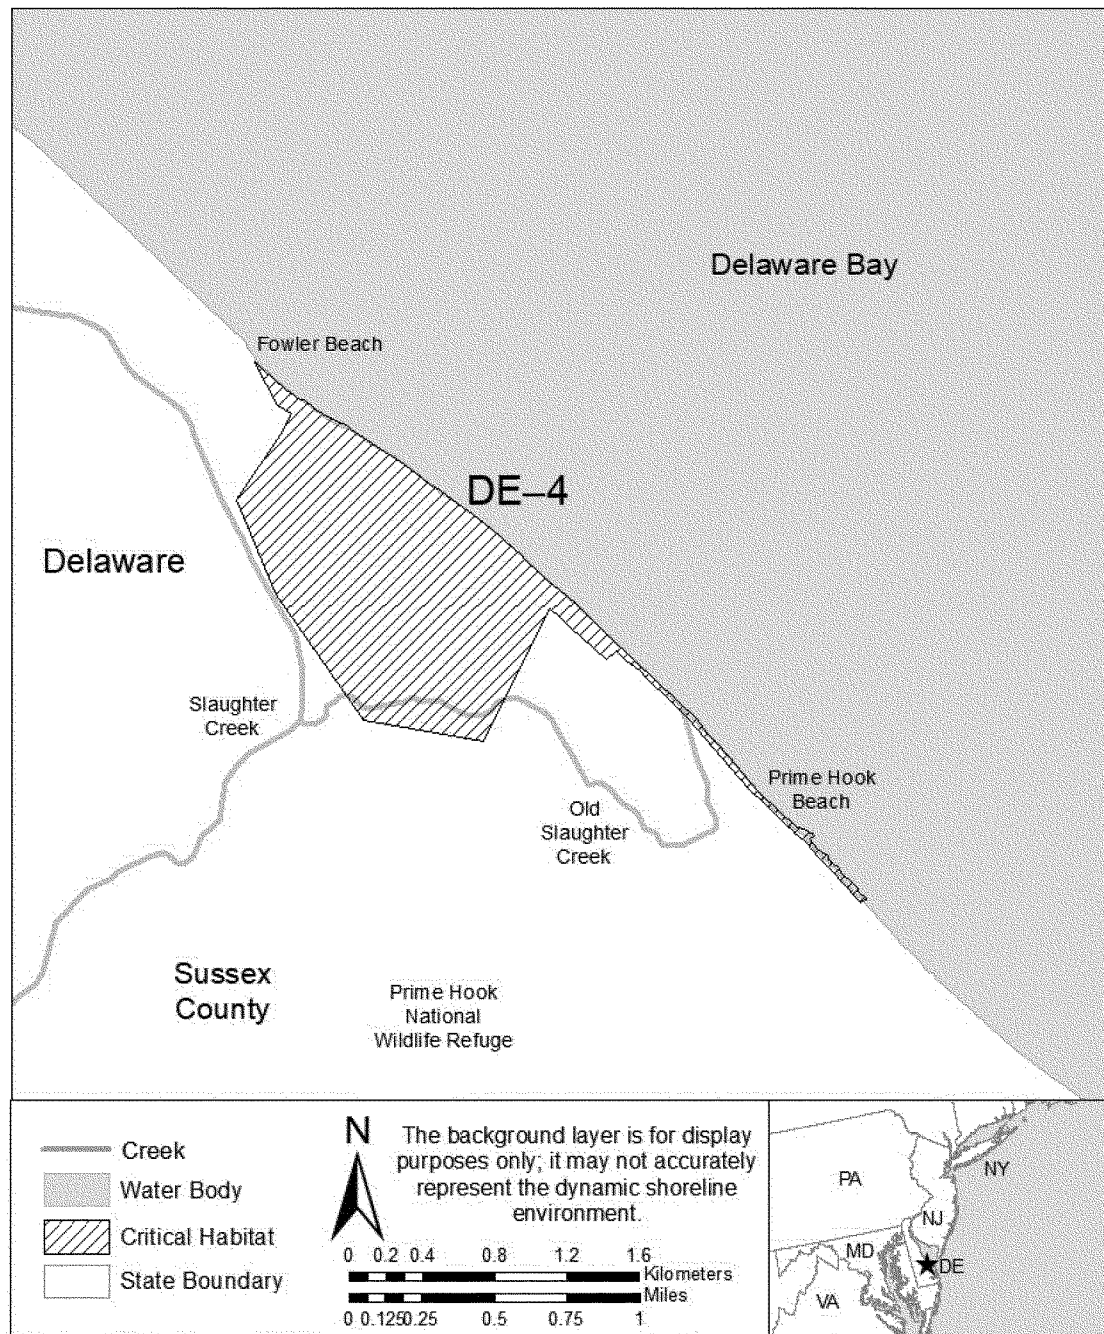 Delaware Bay
Fowler Beach
DE–4
Delaware
Slaughter
Creek
Prime Hook
Beach
Old
Slaughter
Creek
Sussex
County
Prime Hook
National
Wildlife Refuge
Creek
Water Body
Critical Habitat
State Boundary
N
The background layer is for display
purposes only; it may not accurately
represent the dynamic shoreline
environment.
0 0.2 0.4 0.8 1.2 1.6
Kilometers
Miles
0 0.125 0.25 0.5 0.75 1
NY
PA
NJ
MD
DE
VA